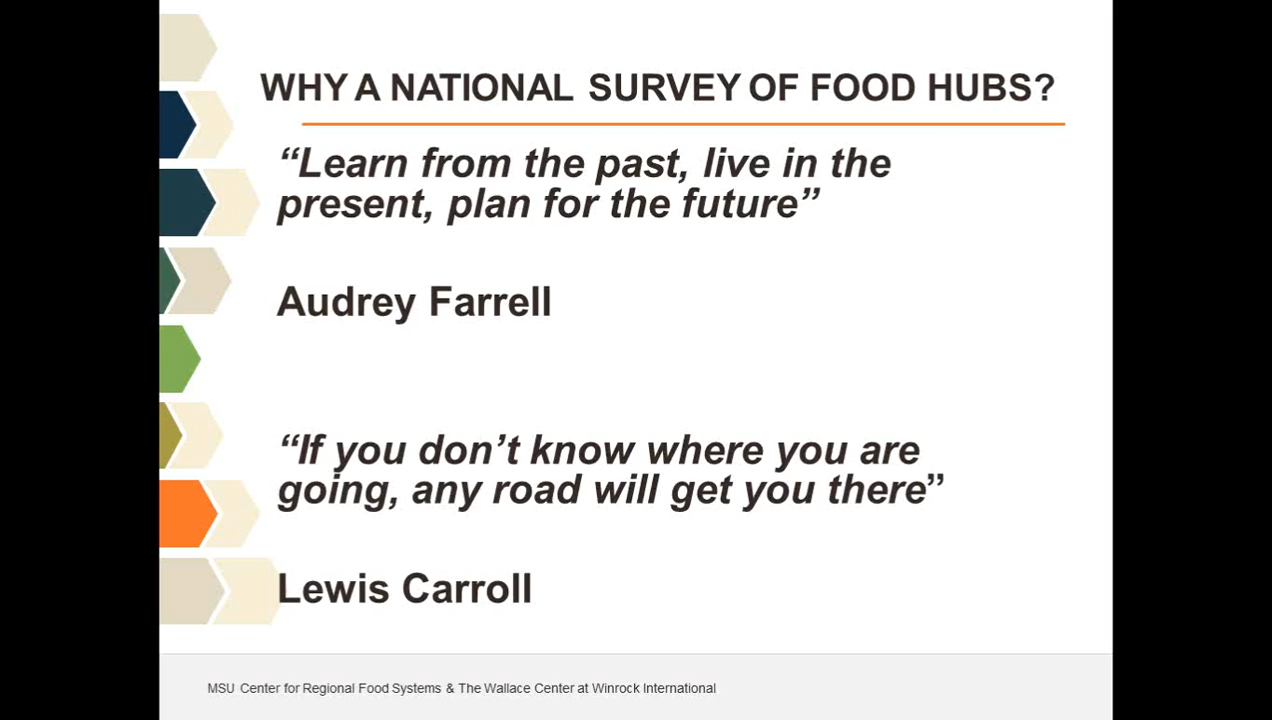 WHY A NATIONAL SURVEY OF FOOD HUBS?
“Learn from the past, live in the
present, plan for the future”
Audrey Farrell
“If you don’t know where you are
going, any road will get you there”
Lewis Carroll
MSU Center for Regional Food Systems & The Wallace Center at Winrock International